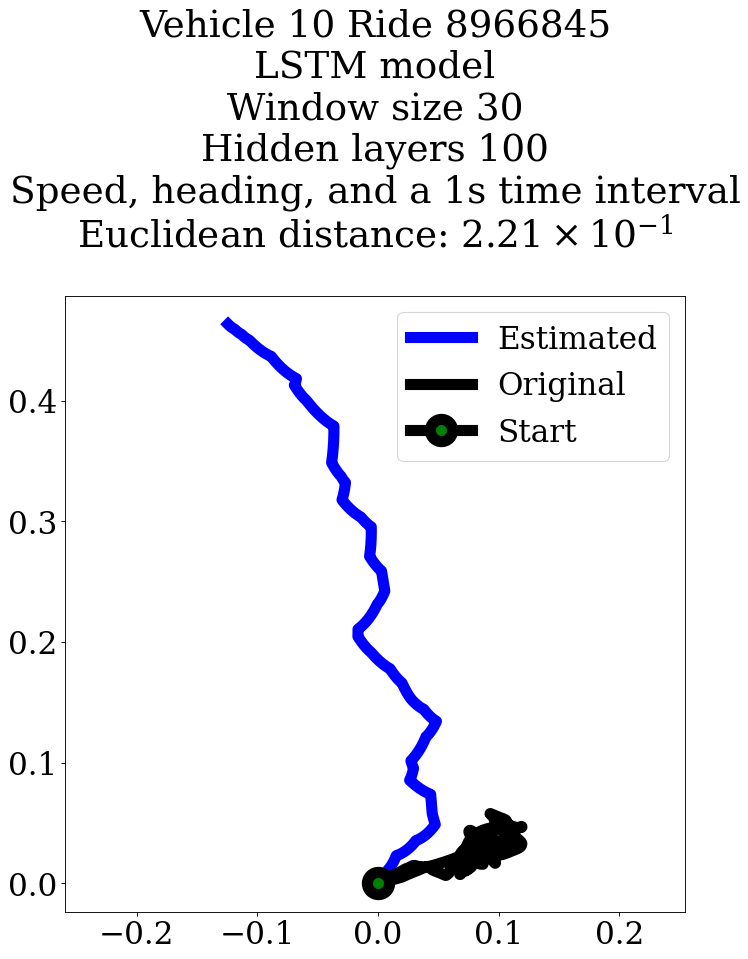 Vehicle 10 Ride 8966845
LSTM model
Window size 30
Hidden layers 100
Speed, heading, and a 1s time interval
Euclidean distance: 2.21 × 10⁻¹
Estimated
Original
Start
0.4
0.3
0.2
0.1
0.0
−0.2 −0.1 0.0 0.1 0.2